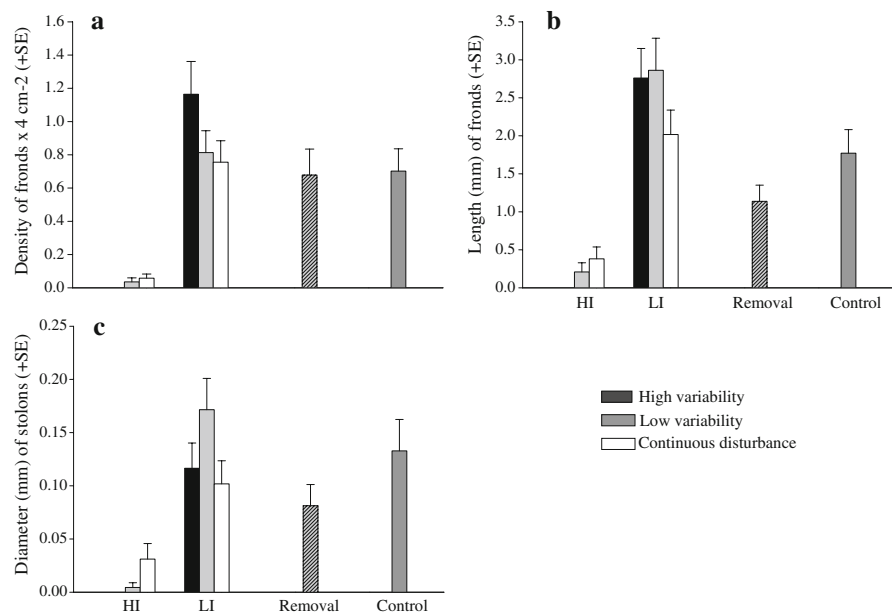 a
Density of fronds x 4 cm-2 (+SE)
1.6
1.4
1.2
1.0
0.8
0.6
0.4
0.2
0.0
b
Length (mm) of fronds (+SE)
3.5
3.0
2.5
2.0
1.5
1.0
0.5
0.0
HI LI Removal Control
c
Diameter (mm) of stolons (+SE)
0.25
0.20
0.15
0.10
0.05
0.00
HI LI Removal Control
High variability
Low variability
Continuous disturbance